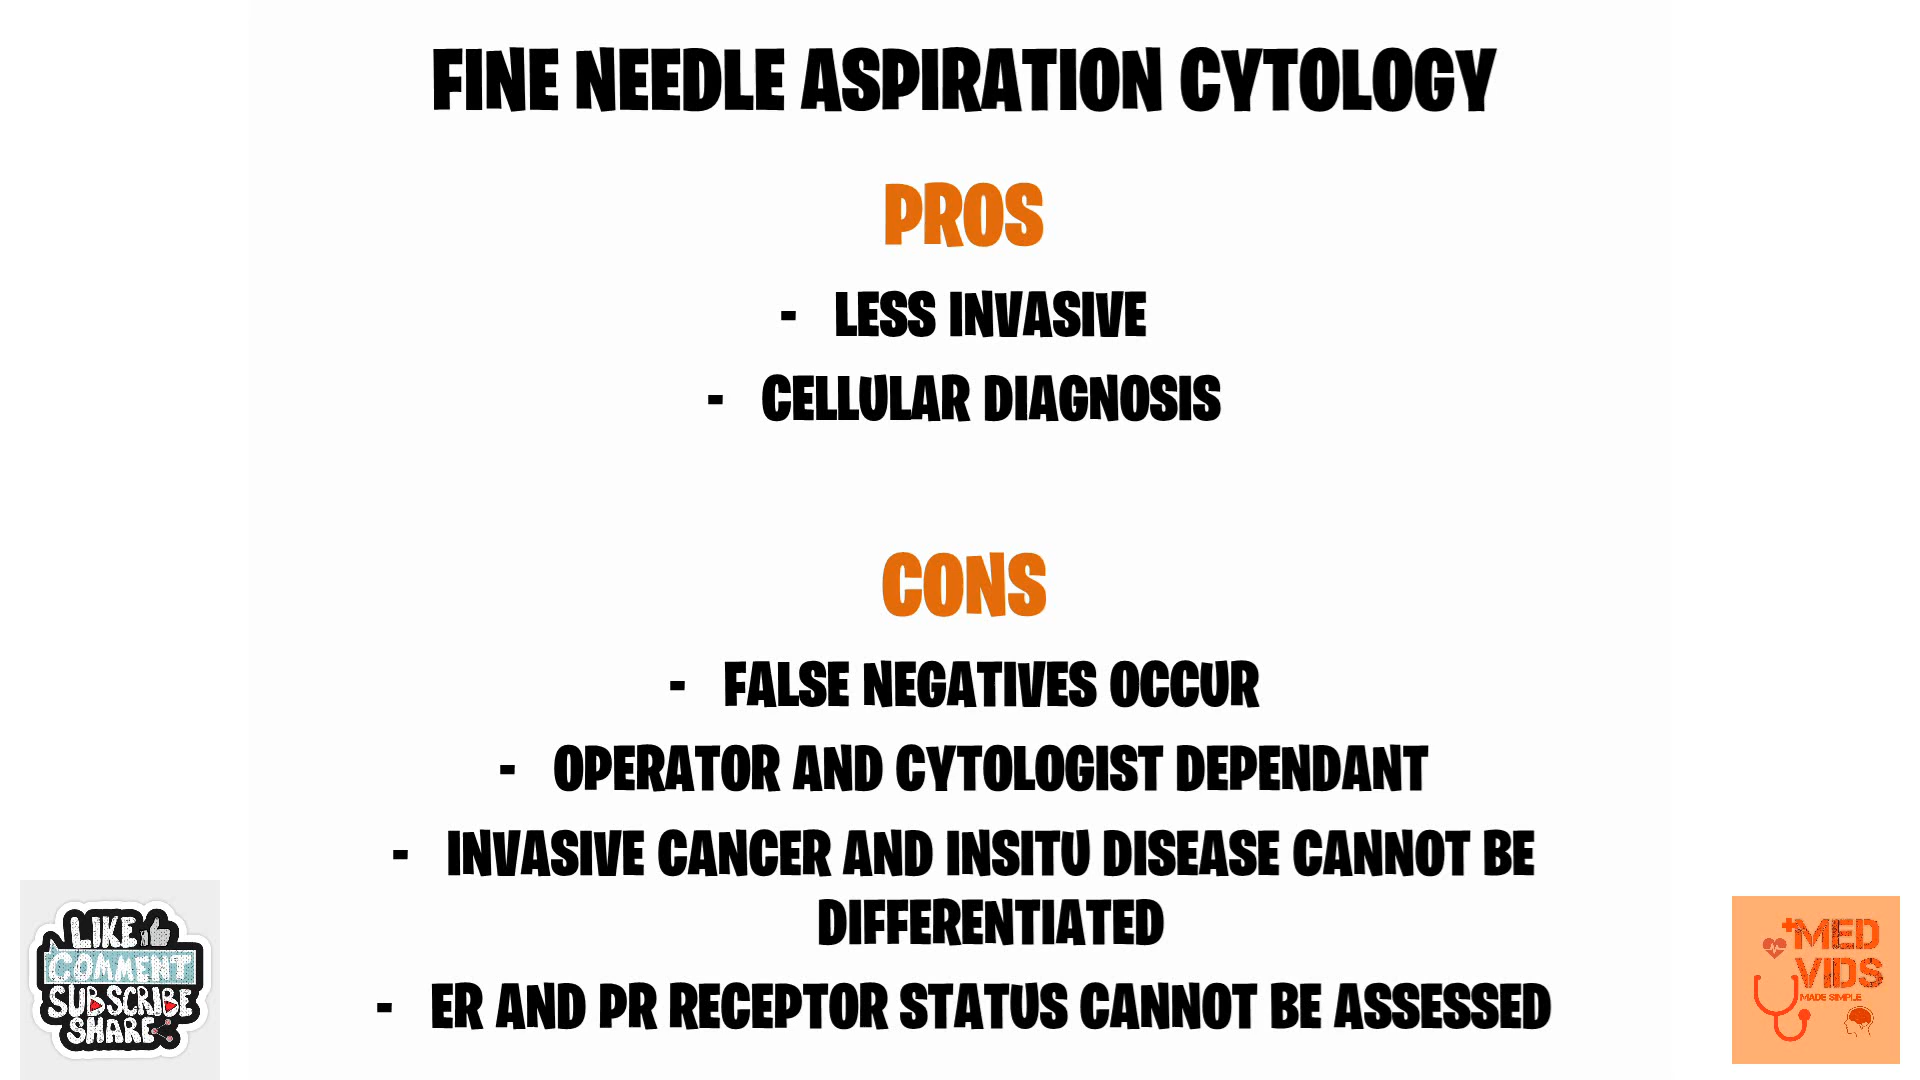 FINE NEEDLE ASPIRATION CYTOLOGY
PROS
- LESS INVASIVE
- CELLULAR DIAGNOSIS
CONS
- FALSE NEGATIVES OCCUR
- OPERATOR AND CYTOLOGIST DEPENDANT
- INVASIVE CANCER AND INSITU DISEASE CANNOT BE
DIFFERENTIATED
- ER AND PR RECEPTOR STATUS CANNOT BE ASSESSED
LIKE
COMMENT
SUBSCRIBE
SHARE
MED
VIDS
MADE SIMPLE